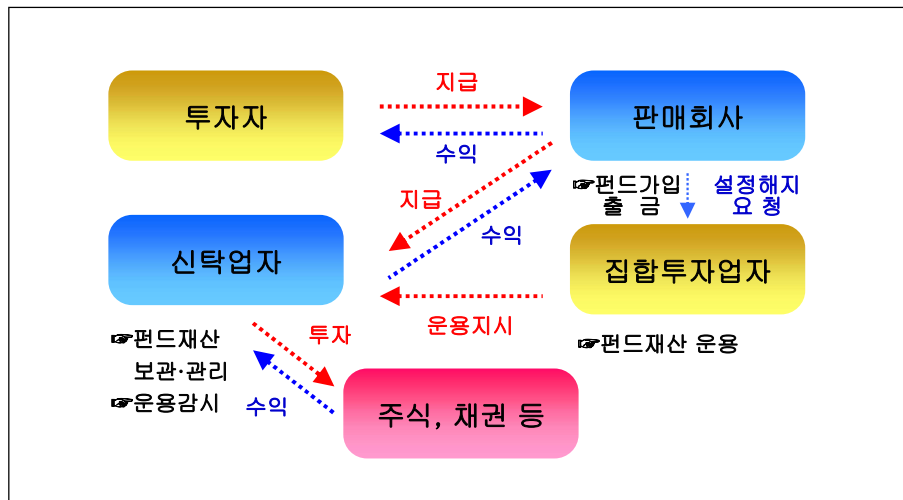 지급
투자자
판매회사
수익
☞펀드가입
출 금
설정해지
요 청
지급
수익
신탁업자
집합투자업자
운용지시
☞펀드재산
보관·관리
☞운용감시
투자
☞펀드재산 운용
수익
주식, 채권 등